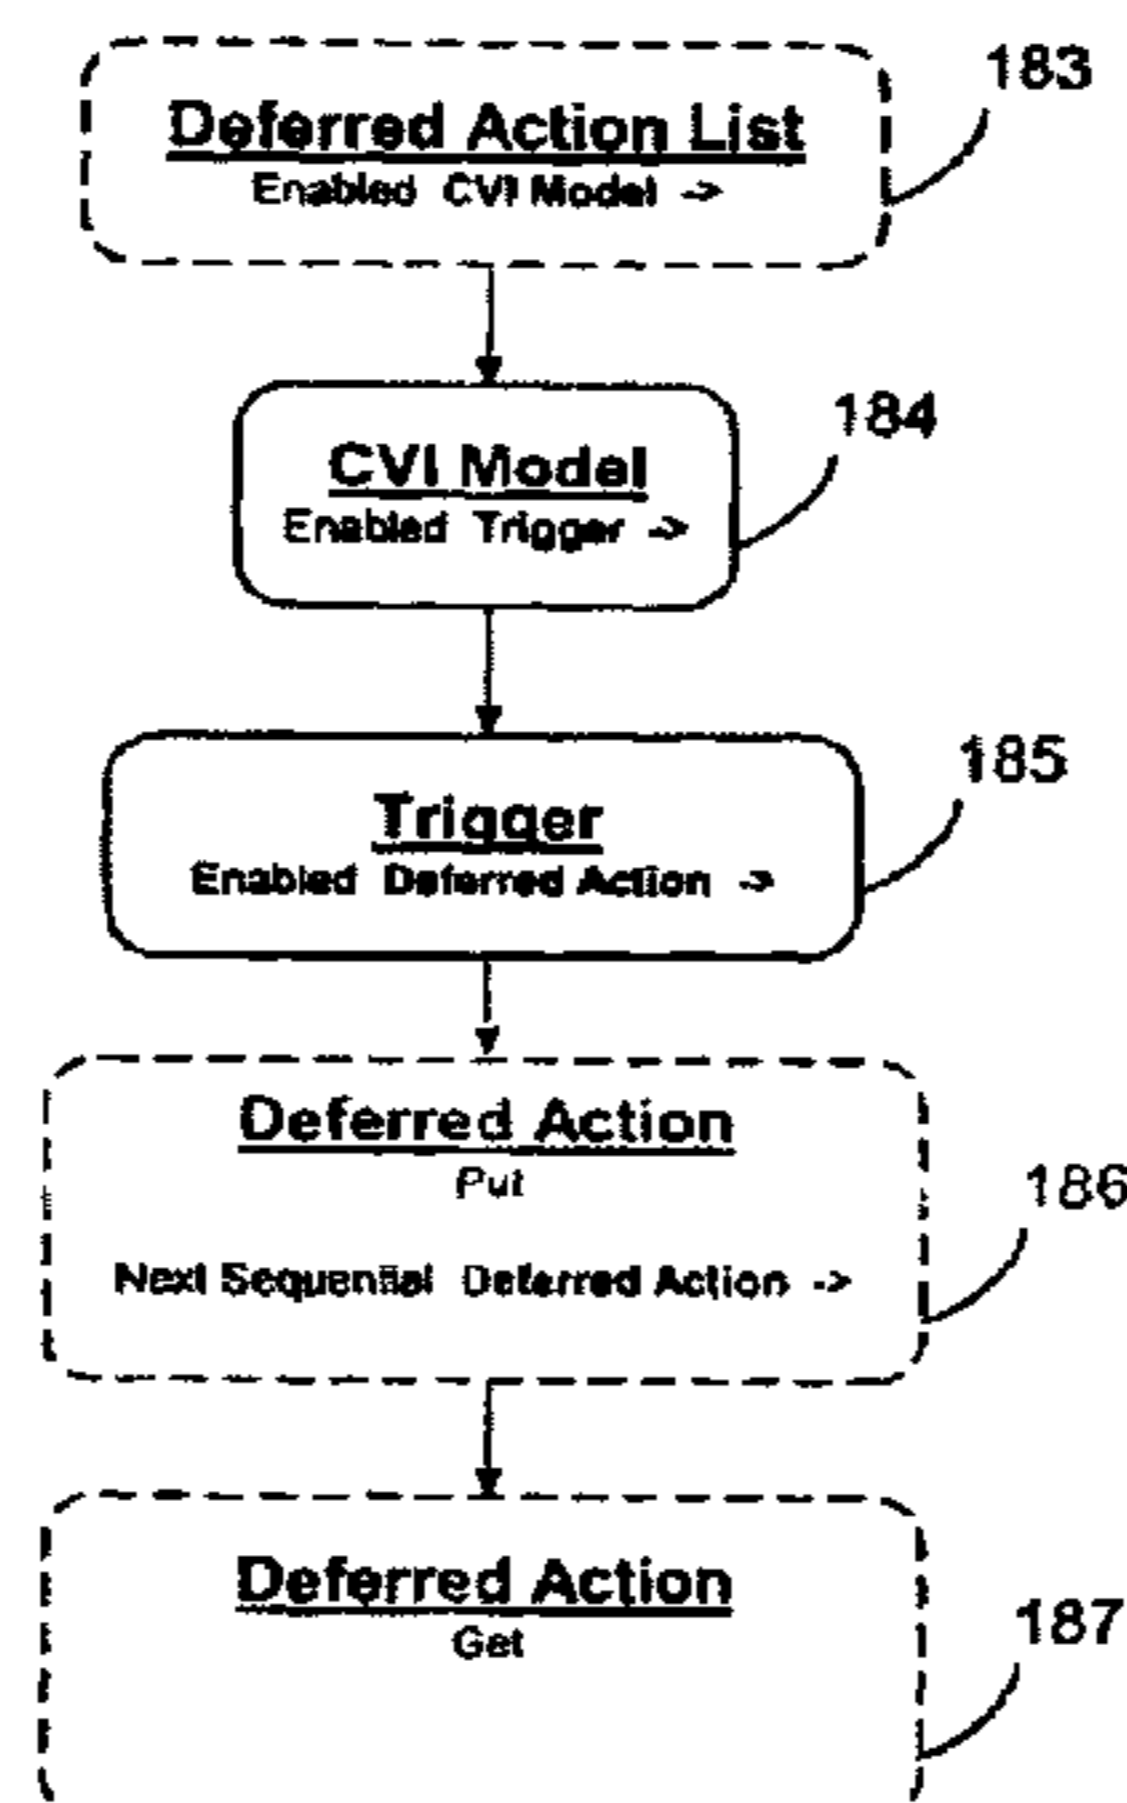 183
Deferred Action List
Enabled CVI Model ->
184
CVI Model
Enabled Trigger ->
185
Trigger
Enabled Deferred Action ->
Deferred Action
Put
186
Next Sequential Deferred Action ->
Deferred Action
Get
187